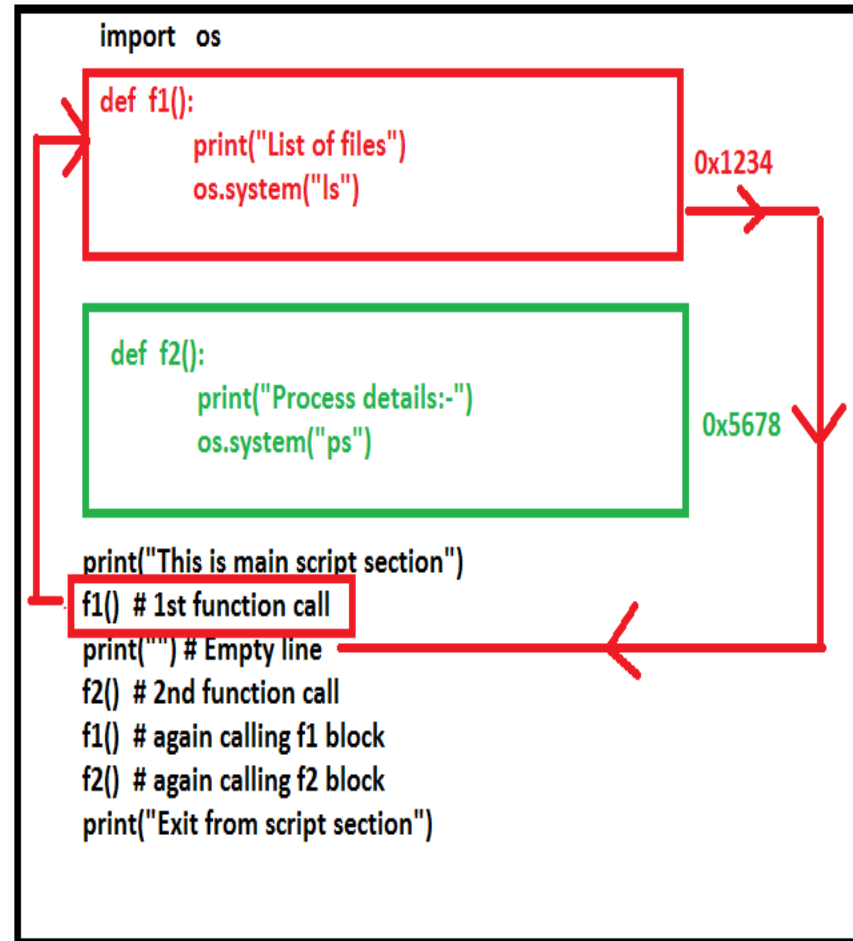 import os
def f1():
print("List of files")
os.system("ls")
0x1234
def f2():
print("Process details:-")
os.system("ps")
0x5678
print("This is main script section")
f1() # 1st function call
print("") # Empty line
f2() # 2nd function call
f1() # again calling f1 block
f2() # again calling f2 block
print("Exit from script section")